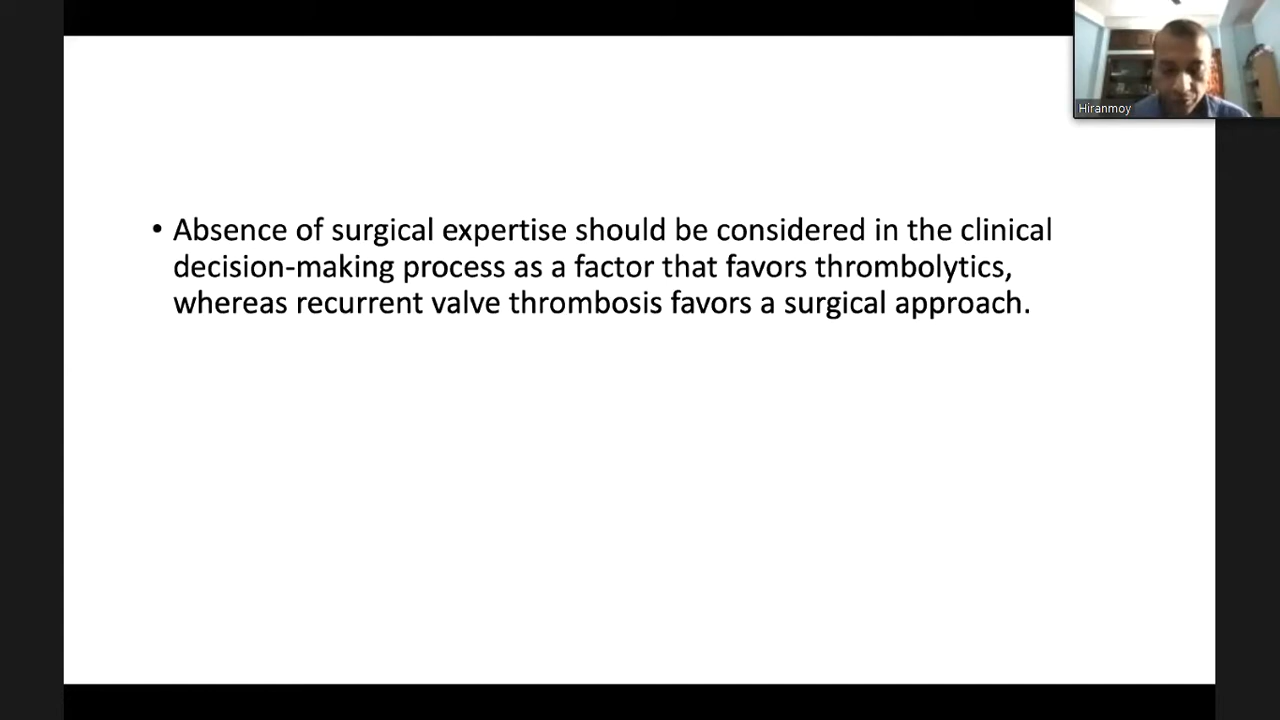 Hiranmoy
• Absence of surgical expertise should be considered in the clinical
decision-making process as a factor that favors thrombolytics,
whereas recurrent valve thrombosis favors a surgical approach.